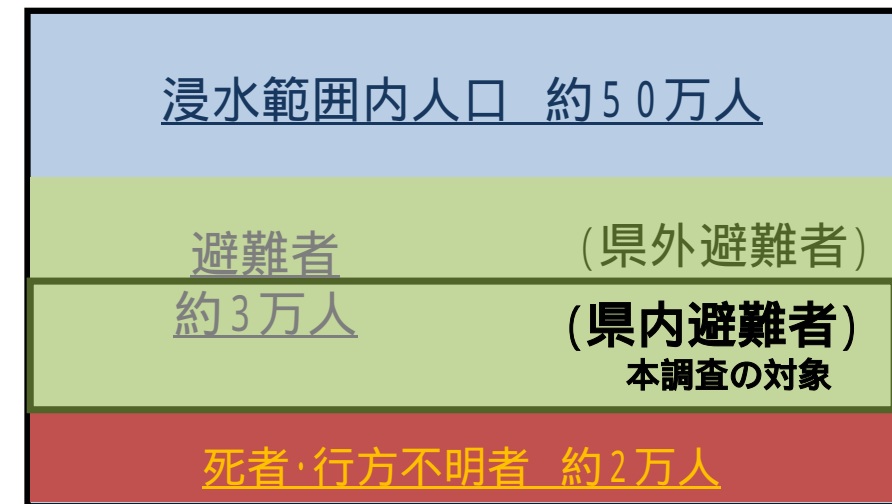 浸水範囲内人口 約50万人
避難者
約3万人
(県外避難者)
(県内避難者)
本調査の対象
死者・行方不明者 約2万人